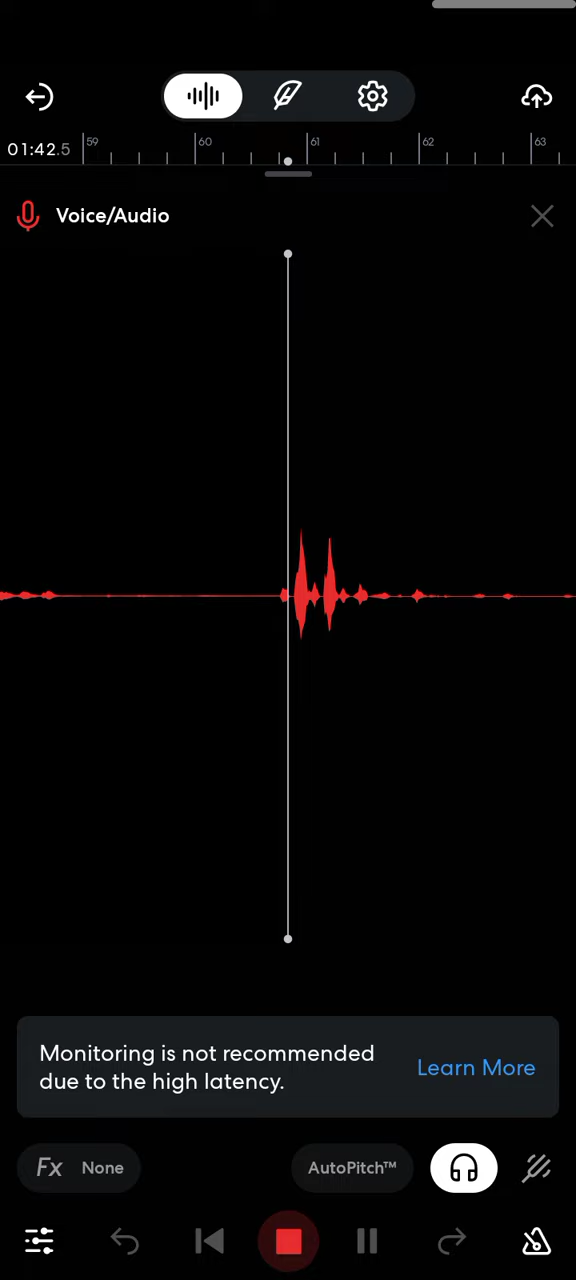 01:42.5
59
60
61
62
63
Voice/Audio
Monitoring is not recommended
due to the high latency.
Learn More
Fx None
AutoPitch™